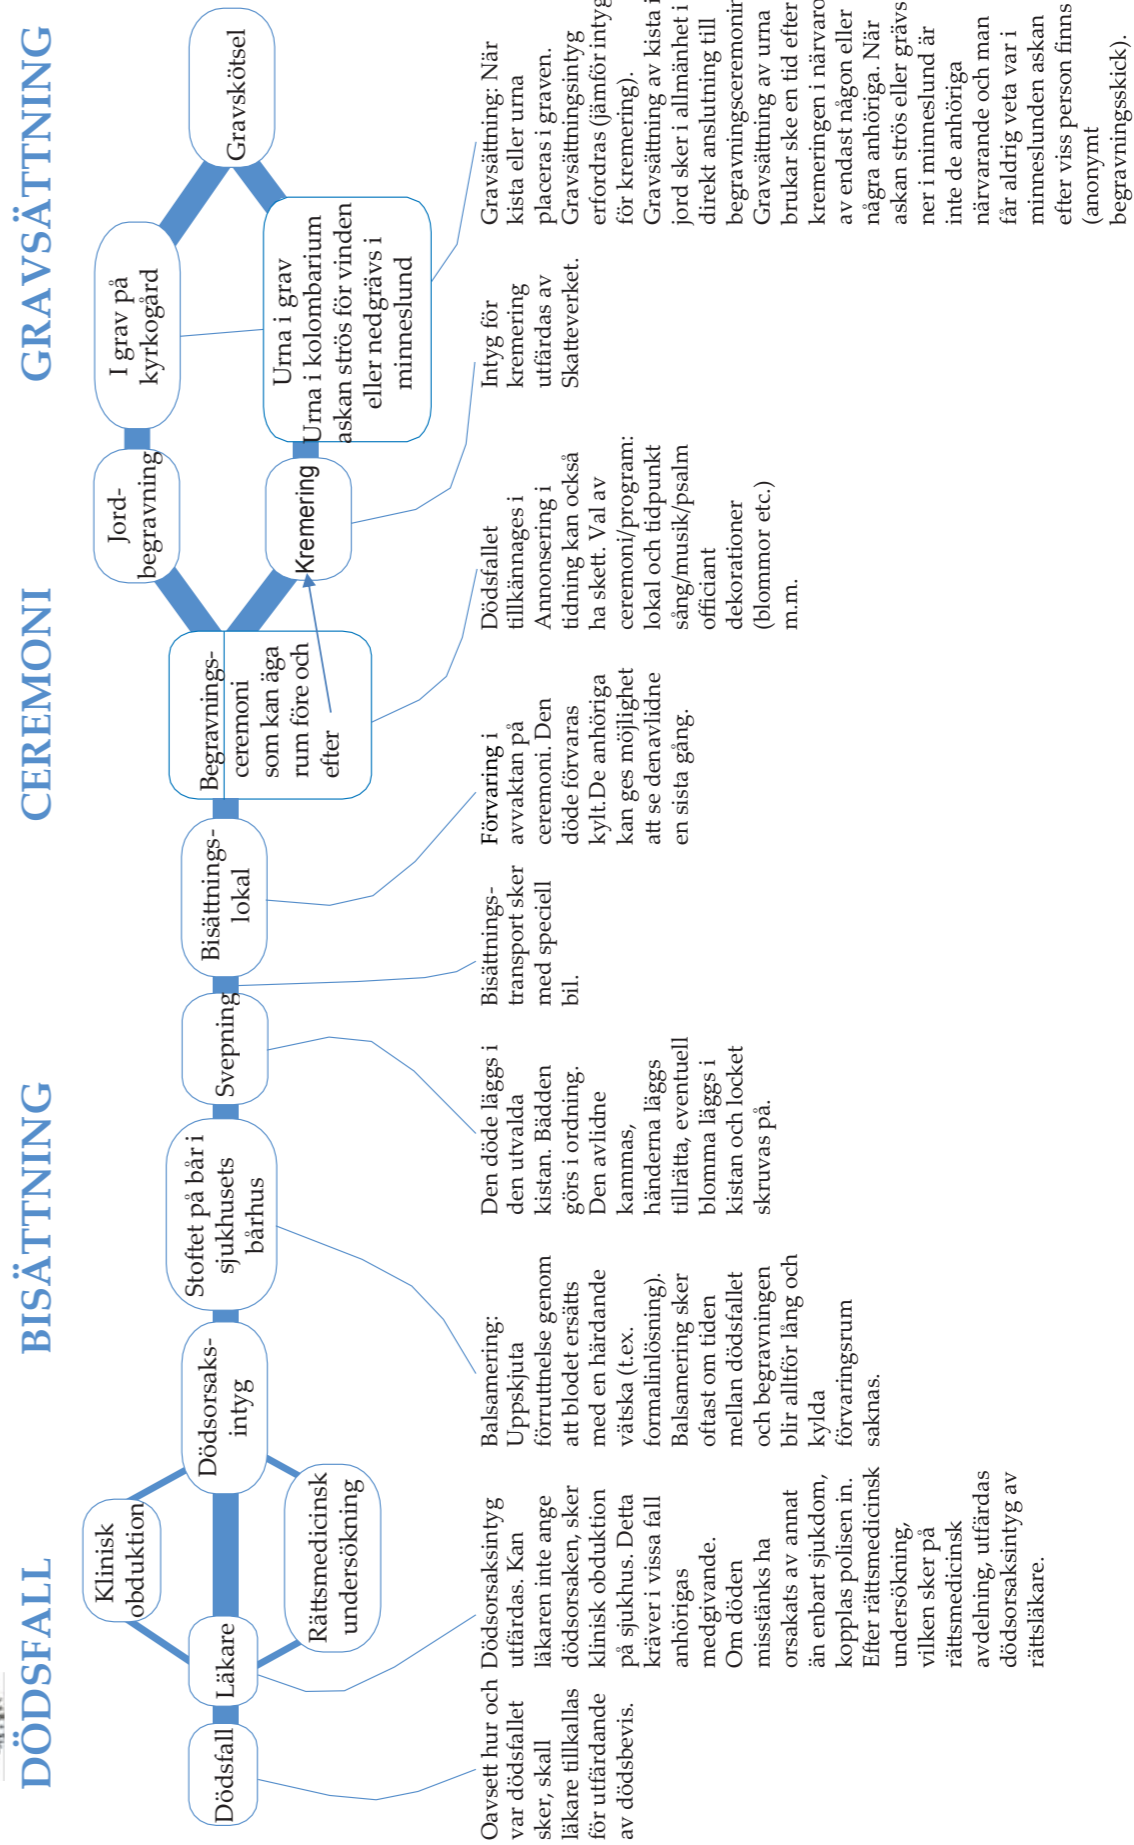 DÖDSFALL
BISÄTTNING
CEREMONI
GRAVSÄTTNING
Dödsfall
Läkare
Klinisk
obduktion
Rättsmedicinsk
undersökning
Dödsorsaks-
intyg
Stoftet på bår i
sjukhusets
bårhus
Svepning
Bisättnings-
lokal
Begravnings-
ceremoni
som kan äga
rum före och
efter
Jord-
begravning
Kremering
I grav på
kyrkogård
Urna i grav
Urna i kolombarium
askan strös för vinden
eller nedgrävs i
minneslund
Gravskötsel
Oavsett hur och
var dödsfallet
sker, skall
läkare tillkallas
för utfärdande
av dödsbevis.
Dödsorsaksintyg
utfärdas. Kan
läkaren inte ange
dödsorsaken, sker
klinisk obduktion
på sjukhus. Detta
kräver i vissa fall
anhörigas
medgivande.
Om döden
misstänks ha
orsakats av annat
än enbart sjukdom,
kopplas polisen in.
Efter rättsmedicinsk
undersökning,
vilken sker på
rättsmedicinsk
avdelning, utfärdas
dödsorsaksintyg av
rättsläkare.
Balsamering:
Uppskjuta
förruttnelse genom
att blodet ersätts
med en härdande
vätska (t.ex.
formalinlösning).
Balsamering sker
oftast om tiden
mellan dödsfallet
och begravningen
blir alltför lång och
kylda
förvaringsrum
saknas.
Den döde läggs i
den utvalda
kistan. Bädden
görs i ordning.
Den avlidne
kammas,
händerna läggs
tillrätta, eventuell
blomma läggs i
kistan och locket
skruvas på.
Bisättnings-
transport sker
med speciell
bil.
Förvaring i
avvaktan på
ceremoni. Den
döde förvaras
kylt.De anhöriga
kan ges möjlighet
att se denavlidne
en sista gång.
Dödsfallet
tillkännages i
Annonsering i
tidning kan också
ha skett. Val av
ceremoni/program:
lokal och tidpunkt
sång/musik/psalm
officiant
dekorationer
(blommor etc.)
m.m.
Intyg för
kremering
utfärdas av
Skatteverket.
Gravsättning: När
kista eller urna
placeras i graven.
Gravsättningsintyg
erfordras (jämför intyg
för kremering).
Gravsättning av kista i
jord sker i allmänhet i
direkt anslutning till
begravningsceremonin
Gravsättning av urna
brukar ske en tid efter
kremeringen i närvaro
av endast någon eller
några anhöriga. När
askan strös eller grävs
ner i minneslund är
inte de anhöriga
närvarande och man
får aldrig veta var i
minneslunden askan
efter viss person finns
(anonymt
begravningsskick).